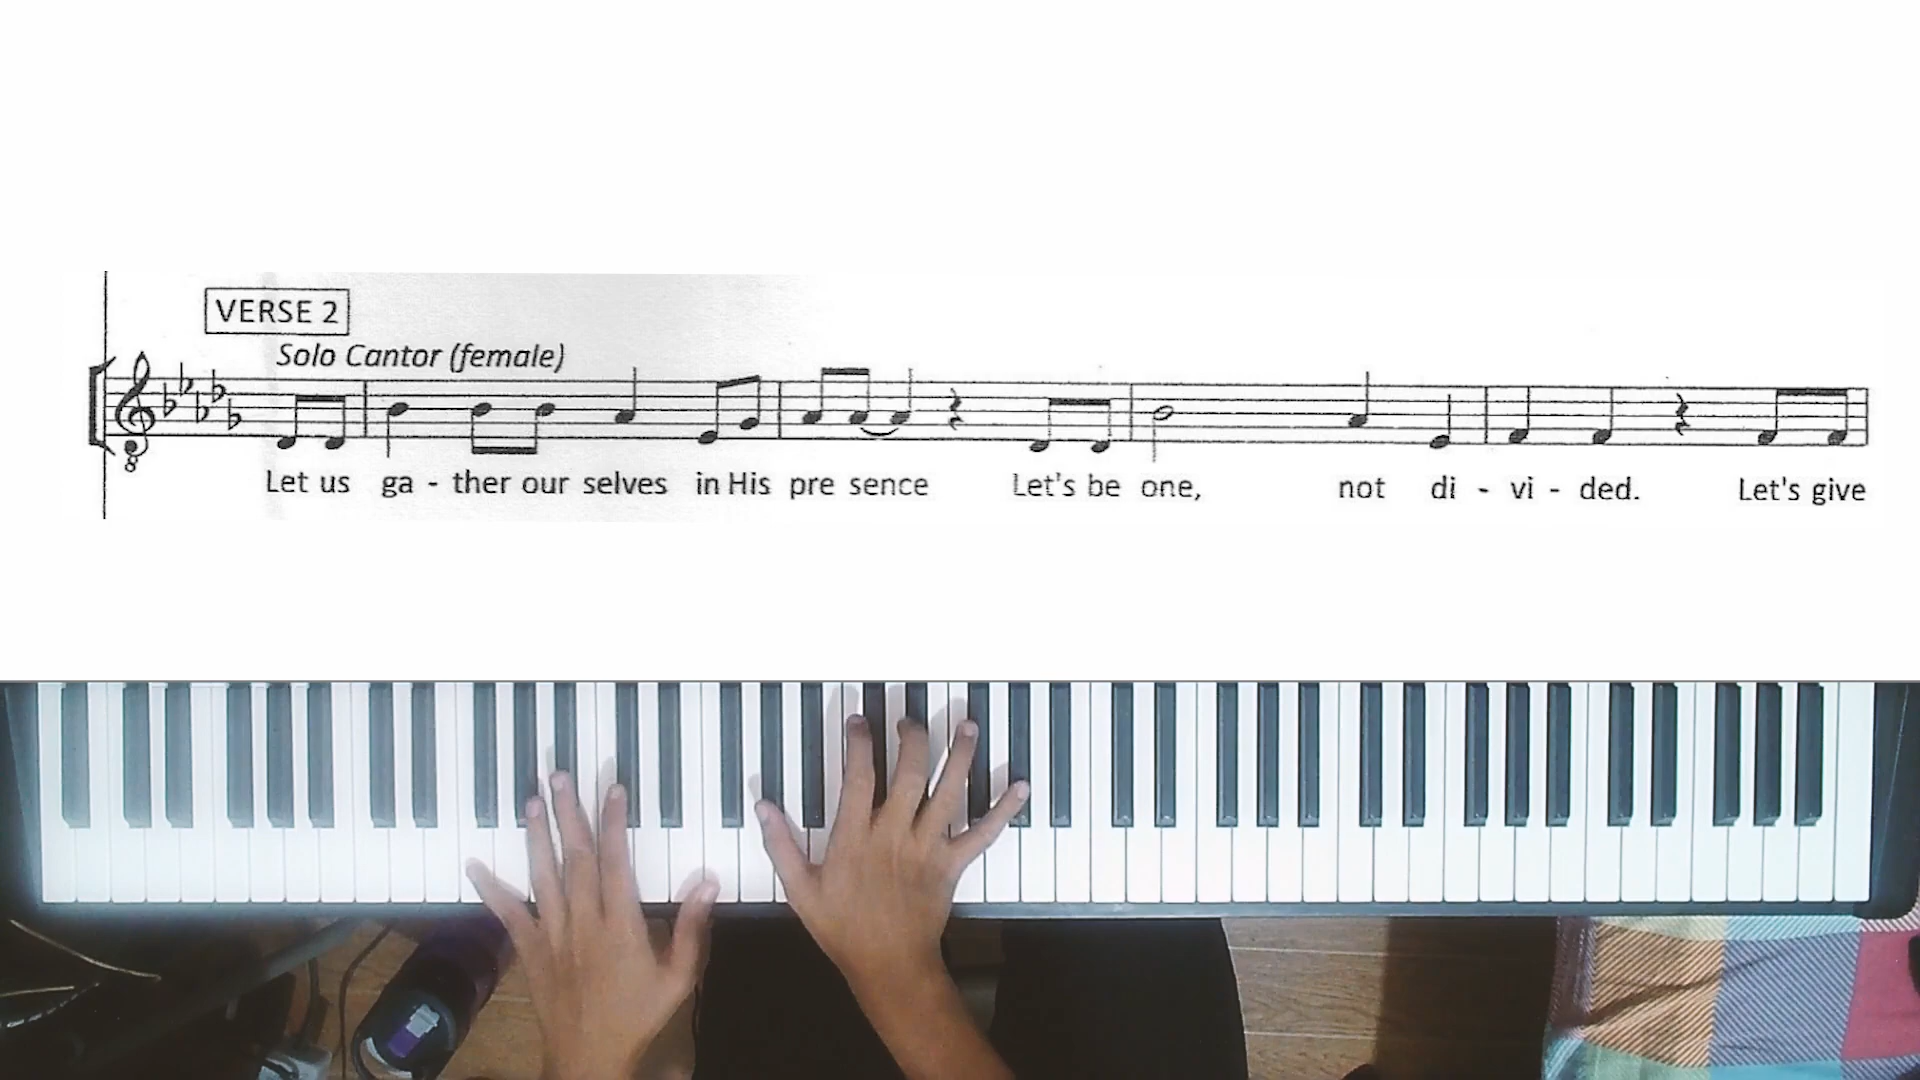 VERSE 2
Solo Cantor (female)
8
Let us ga - ther our selves in His pre sence Let's be one, not di - vi - ded. Let's give